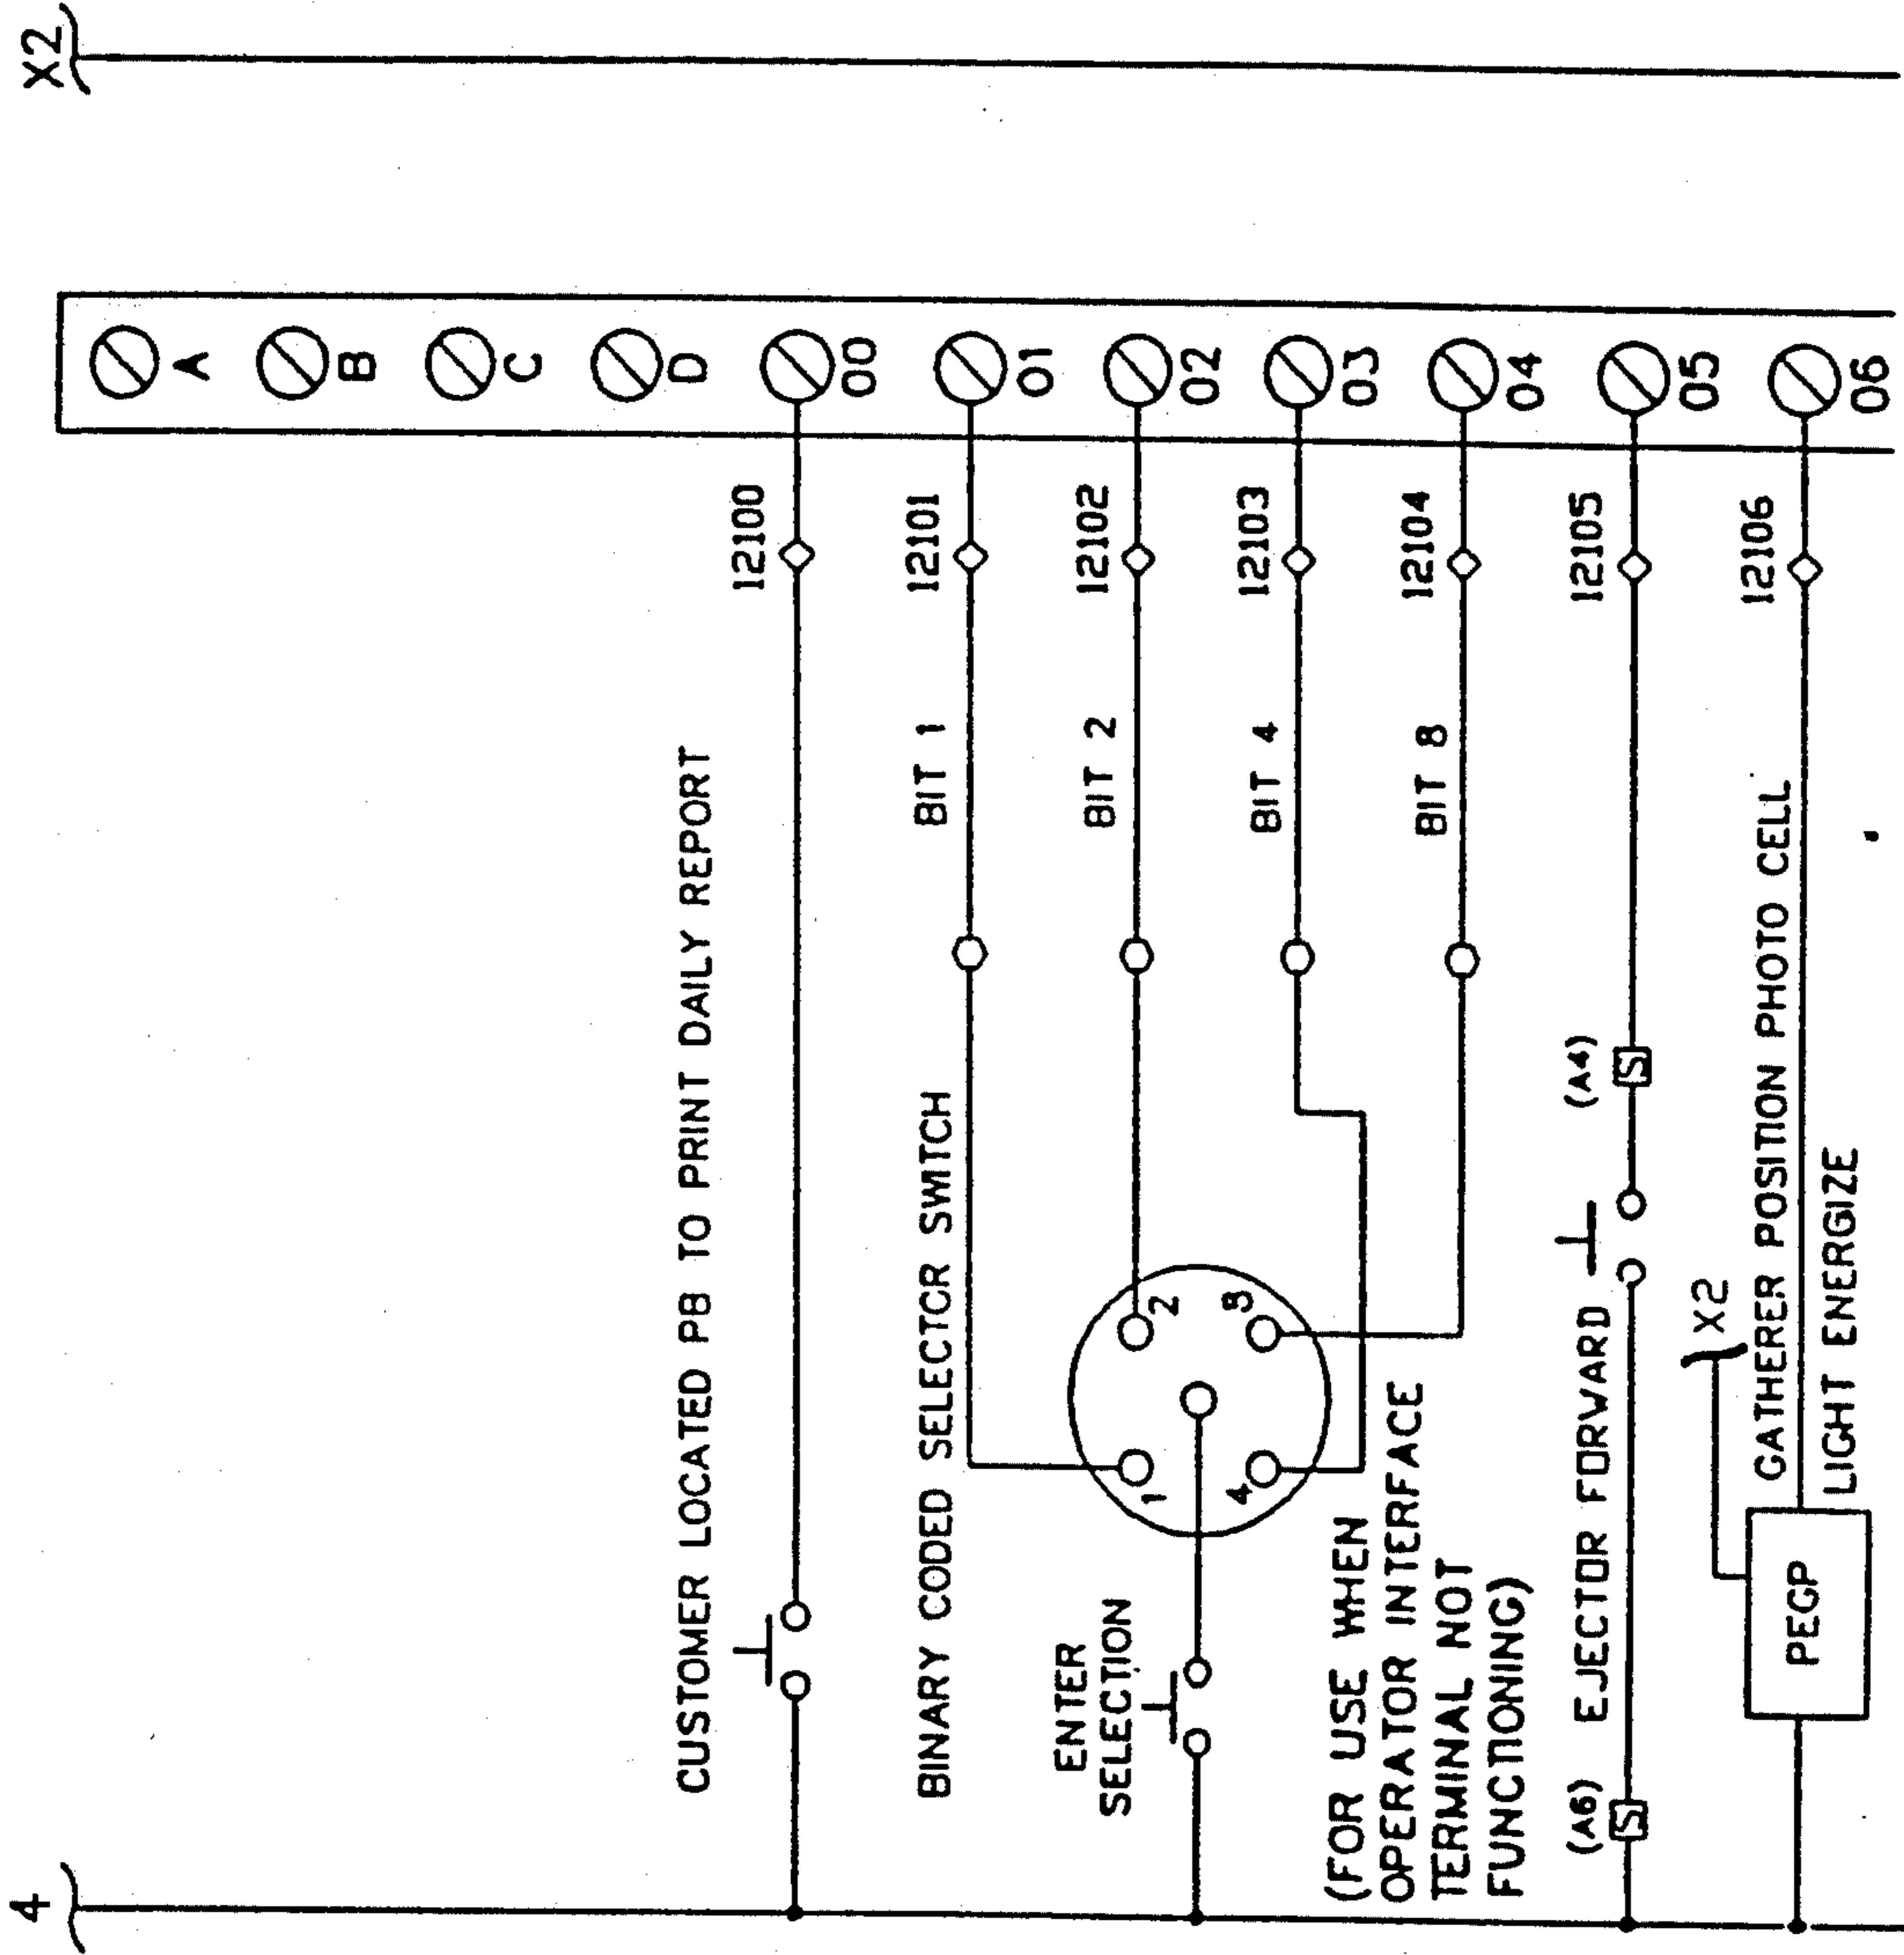 4
X2
A
B
C
D
CUSTOMER LOCATED PB TO PRINT DAILY REPORT
12100
00
BINARY CODED SELECTOR SWITCH
BIT 1
12101
01
ENTER
SELECTION
1
2
4
8
BIT 2
12102
02
BIT 4
12103
03
BIT 8
12104
04
(FOR USE WHEN
OPERATOR INTERFACE
TERMINAL NOT
FUNCTIONING)
(A6)
S
EJECTOR FORWARD
(A4)
S
12105
05
X2
PEGP
GATHERER POSITION PHOTO CELL
LIGHT ENERGIZE
12106
06